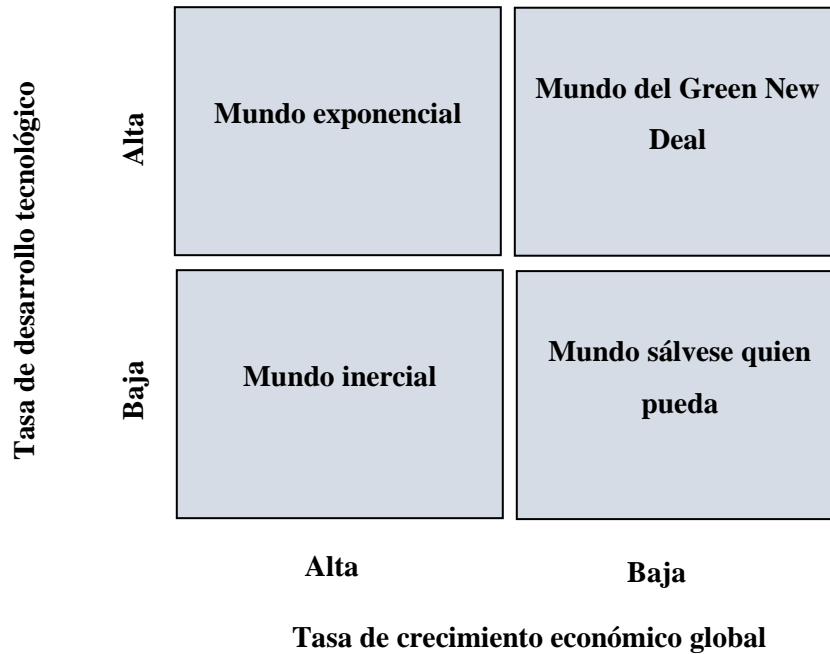 Tasa de desarrollo tecnológico
Alta
Mundo exponencial
Mundo del Green New
Deal
Baja
Mundo inercial
Mundo sálvese quien
pueda
Alta
Baja
Tasa de crecimiento económico global